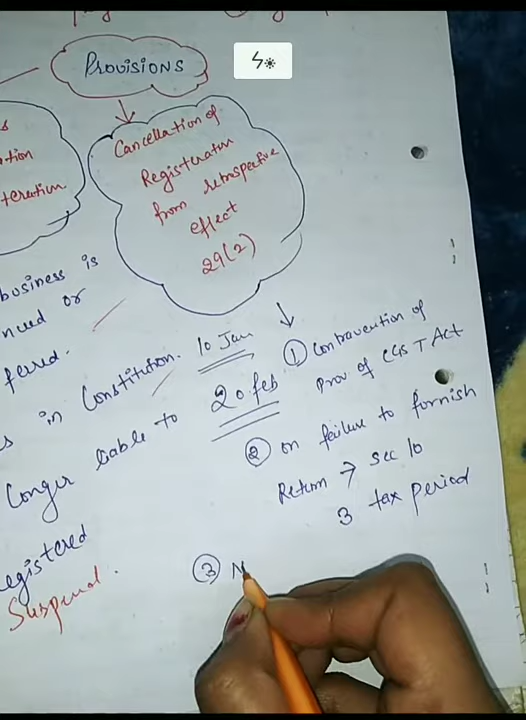 PROVISIONS
Cancellation of
Registeration
from retrospective
effect
29(2)
business is
or
ferred.
in Constitution.
longer liable to
registered
Suspend.
10 Jan
20 feb
① Contravention of
Prov of CGST Act
② on failure to furnish
Return → sec 10
3 tax period
③ N